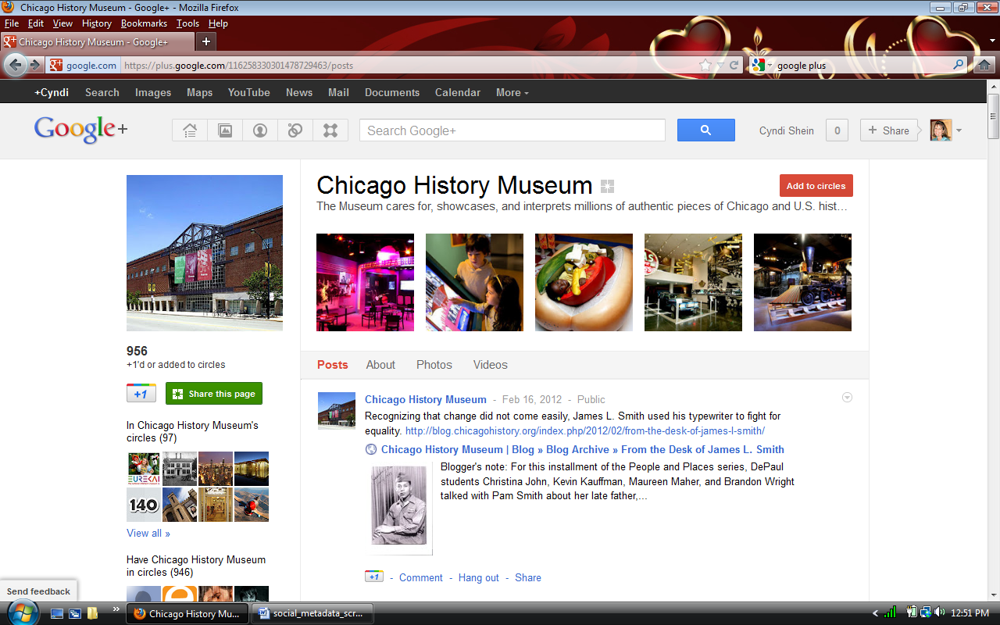 Chicago History Museum - Google+ - Mozilla Firefox
File Edit View History Bookmarks Tools Help
Chicago History Museum - Google+
google.com https://plus.google.com/116258330301478729463/posts
google plus
+Cyndi Search Images Maps YouTube News Mail Documents Calendar More
Google+
Search Google+
Cyndi Shein 0 + Share
Chicago History Museum
Add to circles
The Museum cares for, showcases, and interprets millions of authentic pieces of Chicago and U.S. hist…
956
+1'd or added to circles
+1 Share this page
In Chicago History Museum's
circles (97)
EUREKA!
140
View all »
Have Chicago History Museum
in circles (946)
Posts About Photos Videos
Chicago History Museum - Feb 16, 2012 - Public
Recognizing that change did not come easily, James L. Smith used his typewriter to fight for
equality. http://blog.chicagohistory.org/index.php/2012/02/from-the-desk-of-james-l-smith/
Chicago History Museum | Blog » Blog Archive » From the Desk of James L. Smith
Blogger's note: For this installment of the People and Places series, DePaul
students Christina John, Kevin Kauffman, Maureen Maher, and Brandon Wright
talked with Pam Smith about her late father,...
+1 - Comment - Hang out - Share
Send feedback
Chicago History Mu...
social_metadata_scr...
12:51 PM